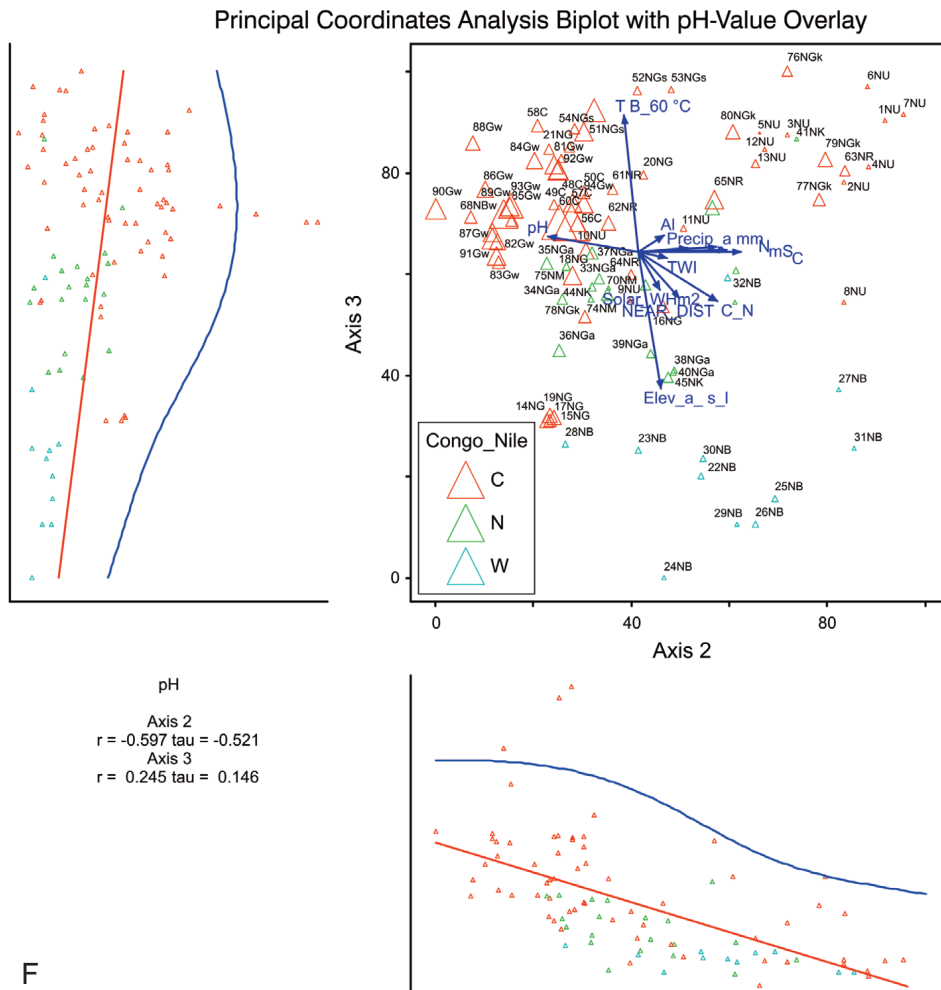 Principal Coordinates Analysis Biplot with pH-Value Overlay
76NGk
52NGs 53NGs
6NU
T B_60 °C
7NU
1NU
58C
54NGs
51NGs
80NGk
5NU
3NU
88Gw
21NG
41NK
84Gw
81Gw
12NU
79NGk
92Gw
13NU
63NR
4NU
20NG
86Gw
50C
61NR
90Gw
93Gw
48C
94Gw
65NR
2NU
89Gw
85Gw
49C
57C
77NGk
68NBw
60C
62NR
56C
11NU
Al
pH
87Gw
10NU
Precip_a mm
N
82Gw
35NGa
37NGa
mS
C
91Gw
18NG
64NR
TWI
83Gw
75NM
33NGa
32NB
34NGa
44NK
70NM
9NU
Solar_WHm2
8NU
78NGk
74NM
NEAR_DIST C_N
16NG
36NGa
39NGa
38NGa
40NGa
45NK
Elev_a_ s_l
27NB
19NG
14NG
17NG
15NG
28NB
23NB
30NB
31NB
22NB
25NB
29NB
26NB
24NB
Congo_Nile
C
N
W
80
40
0
Axis 3
0
40
80
Axis 2
pH
Axis 2
r = -0.597 tau = -0.521
Axis 3
r = 0.245 tau = 0.146
F